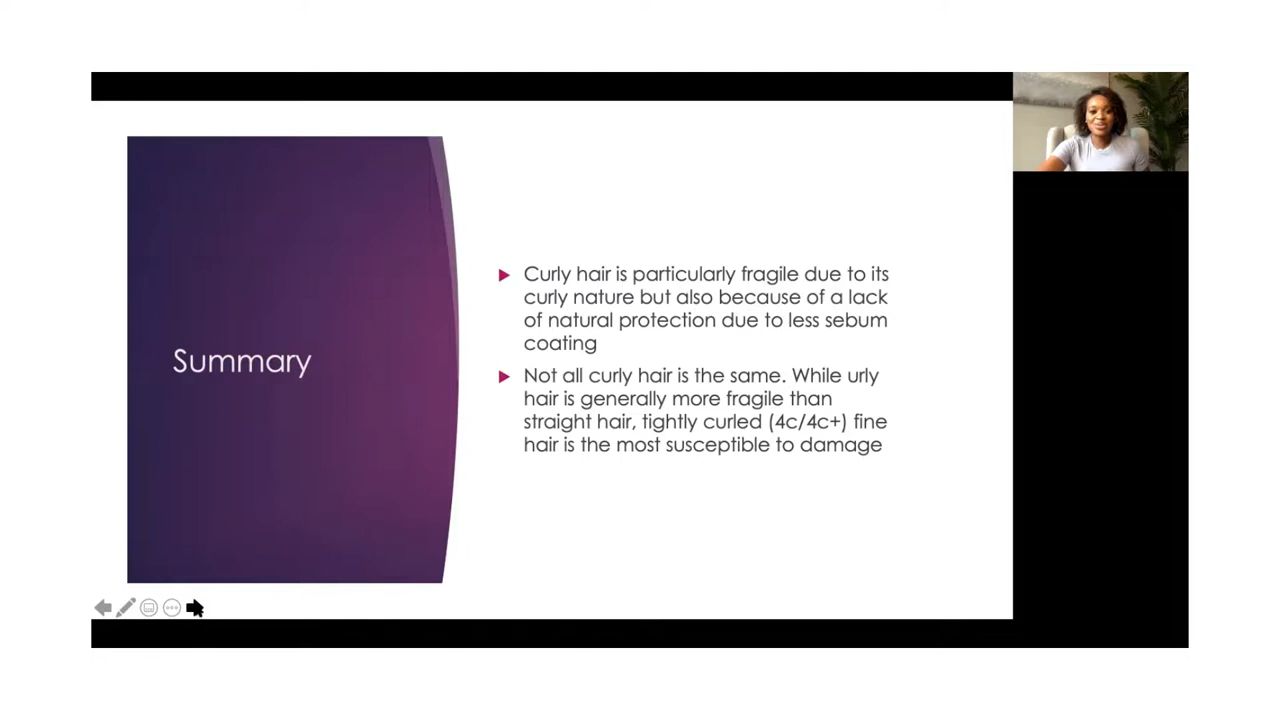 Summary
Curly hair is particularly fragile due to its
curly nature but also because of a lack
of natural protection due to less sebum
coating
Not all curly hair is the same. While urly
hair is generally more fragile than
straight hair, tightly curled (4c/4c+) fine
hair is the most susceptible to damage